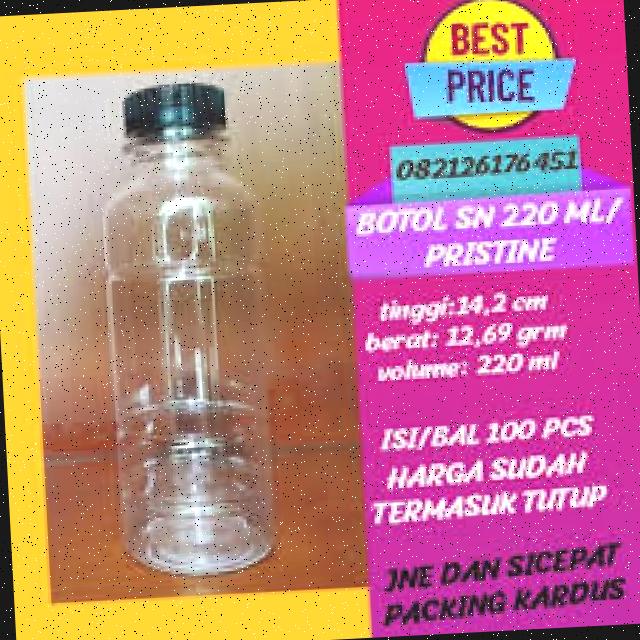 BEST
PRICE
082126176451
BOTOL SN 220 ML/
PRISTINE
tinggi:14,2 cm
berat: 12,69 grm
volume: 220 ml
ISI/BAL 100 PCS
HARGA SUDAH
TERMASUK TUTUP
JNE DAN SICEPAT
PACKING KARDUS